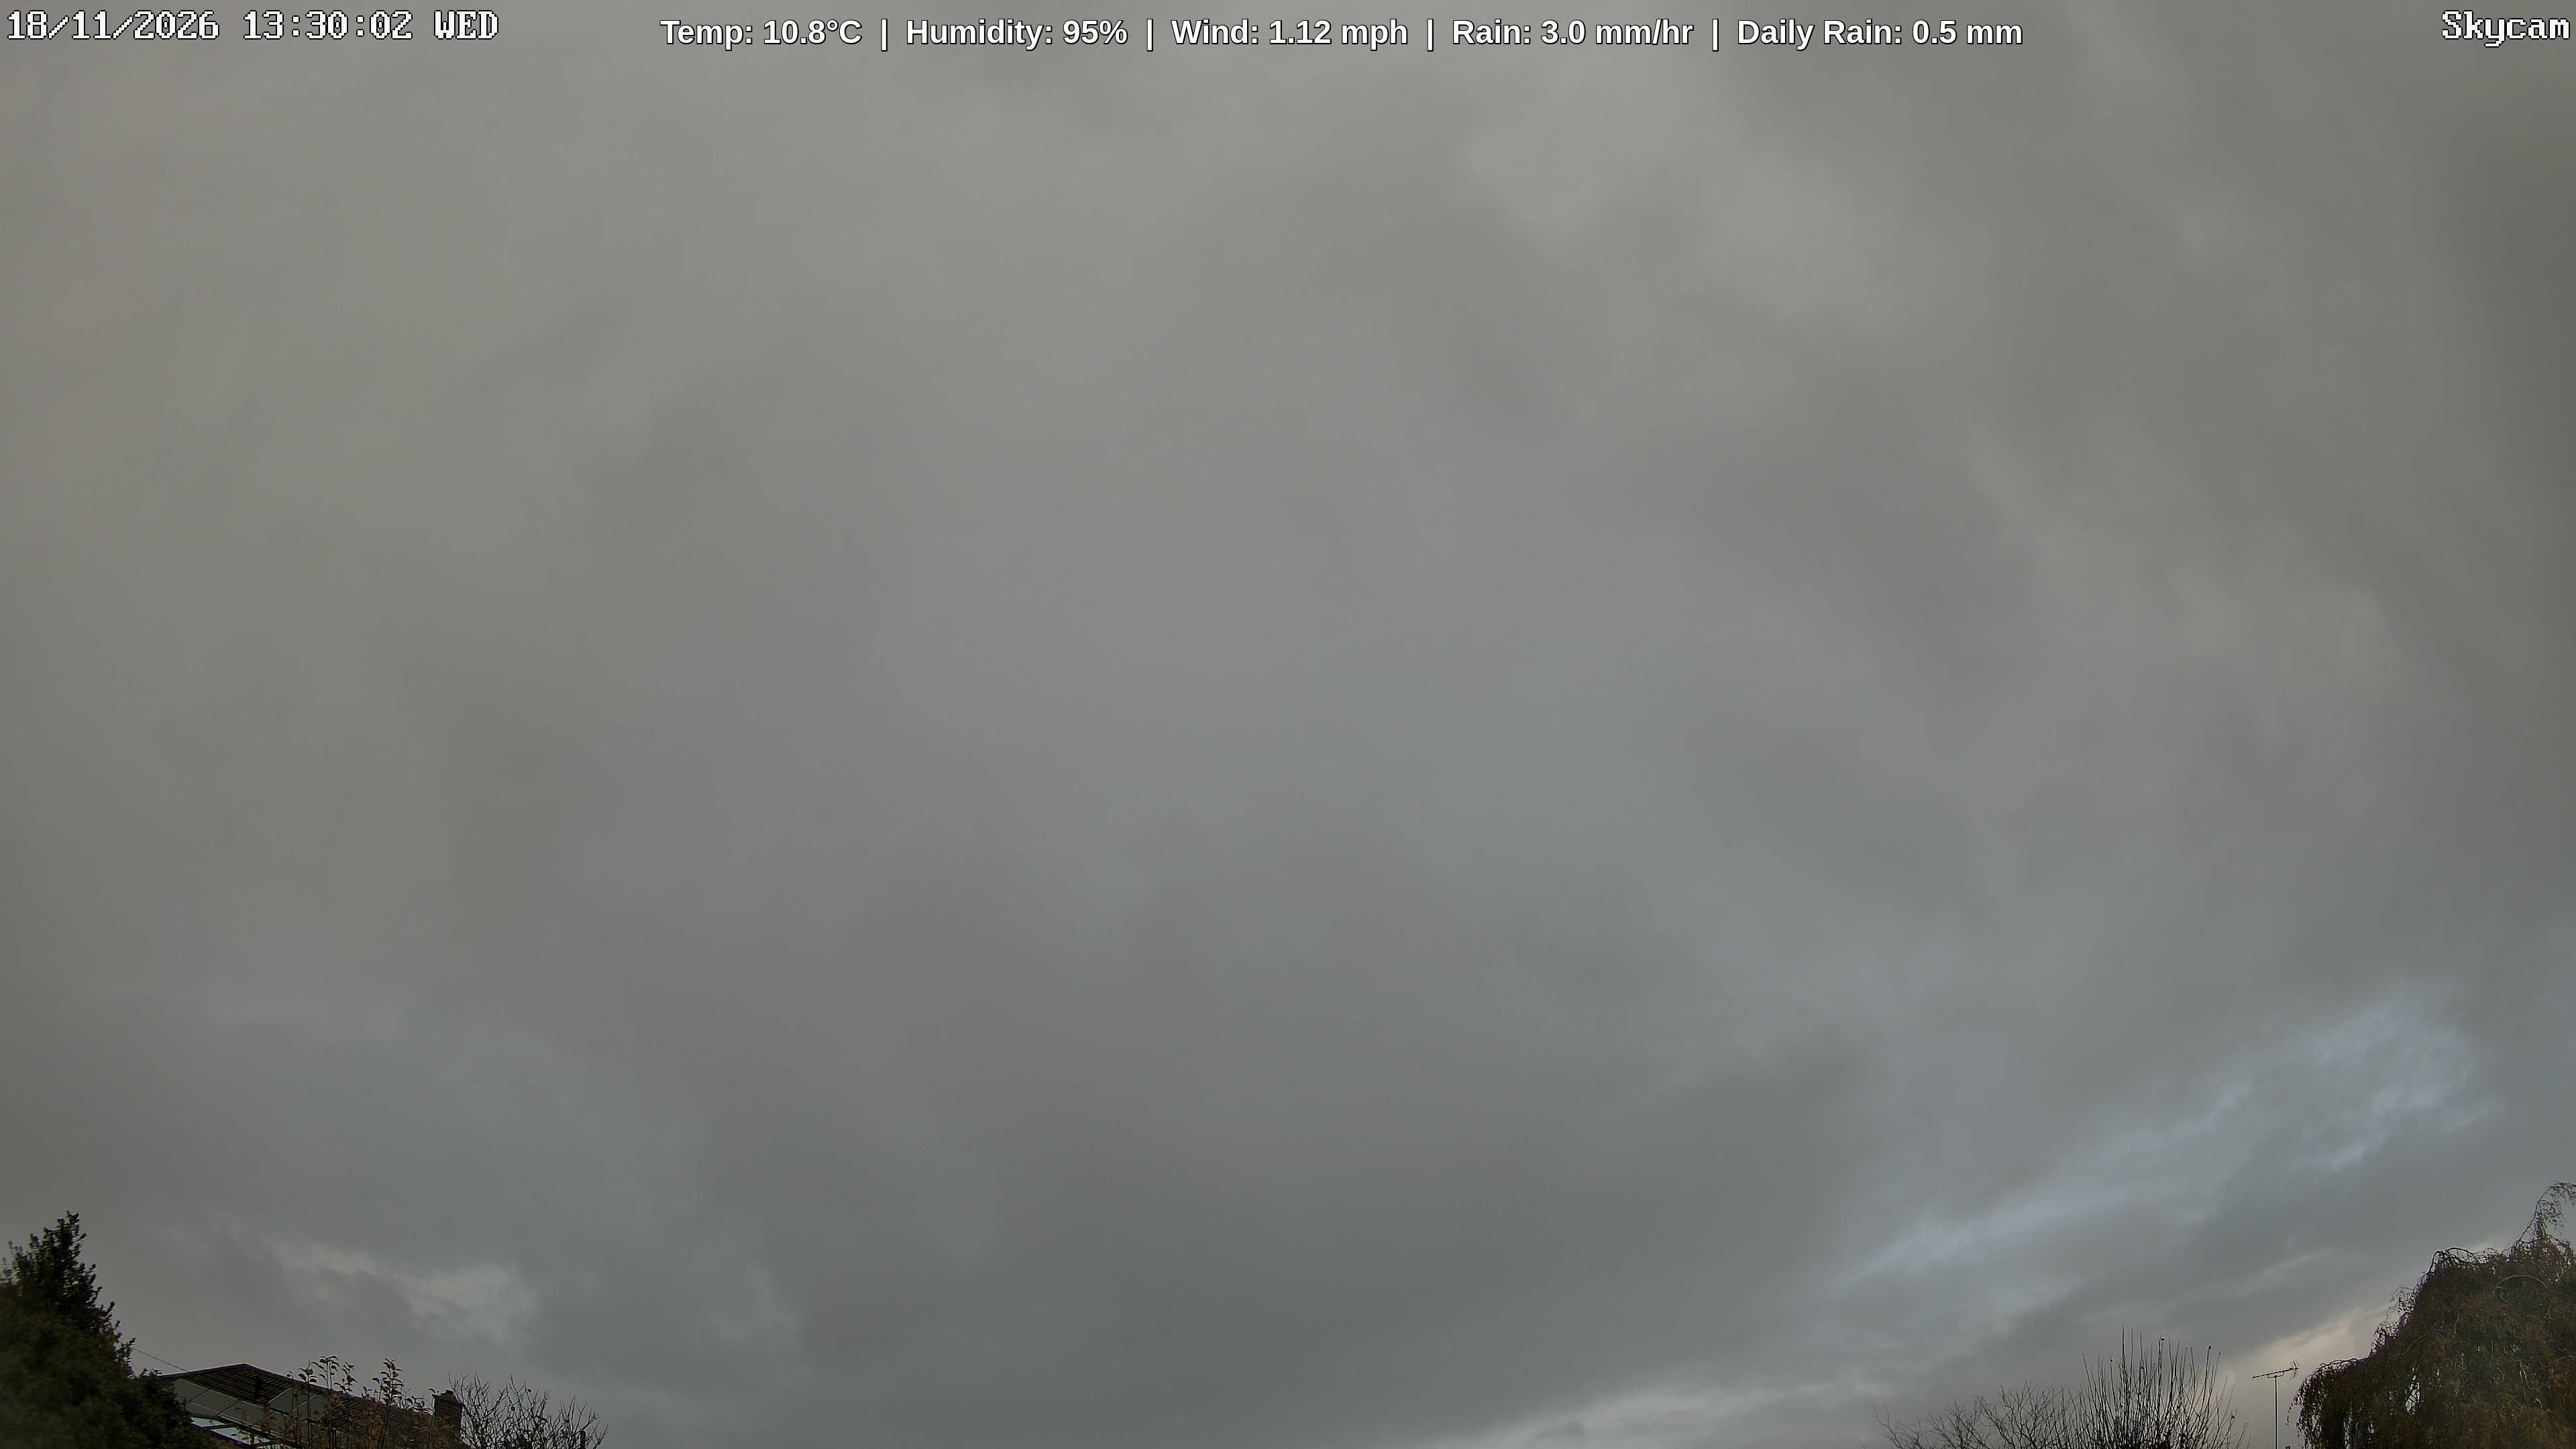 18/11/2026 13:30:02 WED
Temp: 10.8°C | Humidity: 95% | Wind: 1.12 mph | Rain: 3.0 mm/hr | Daily Rain: 0.5 mm
Skycam